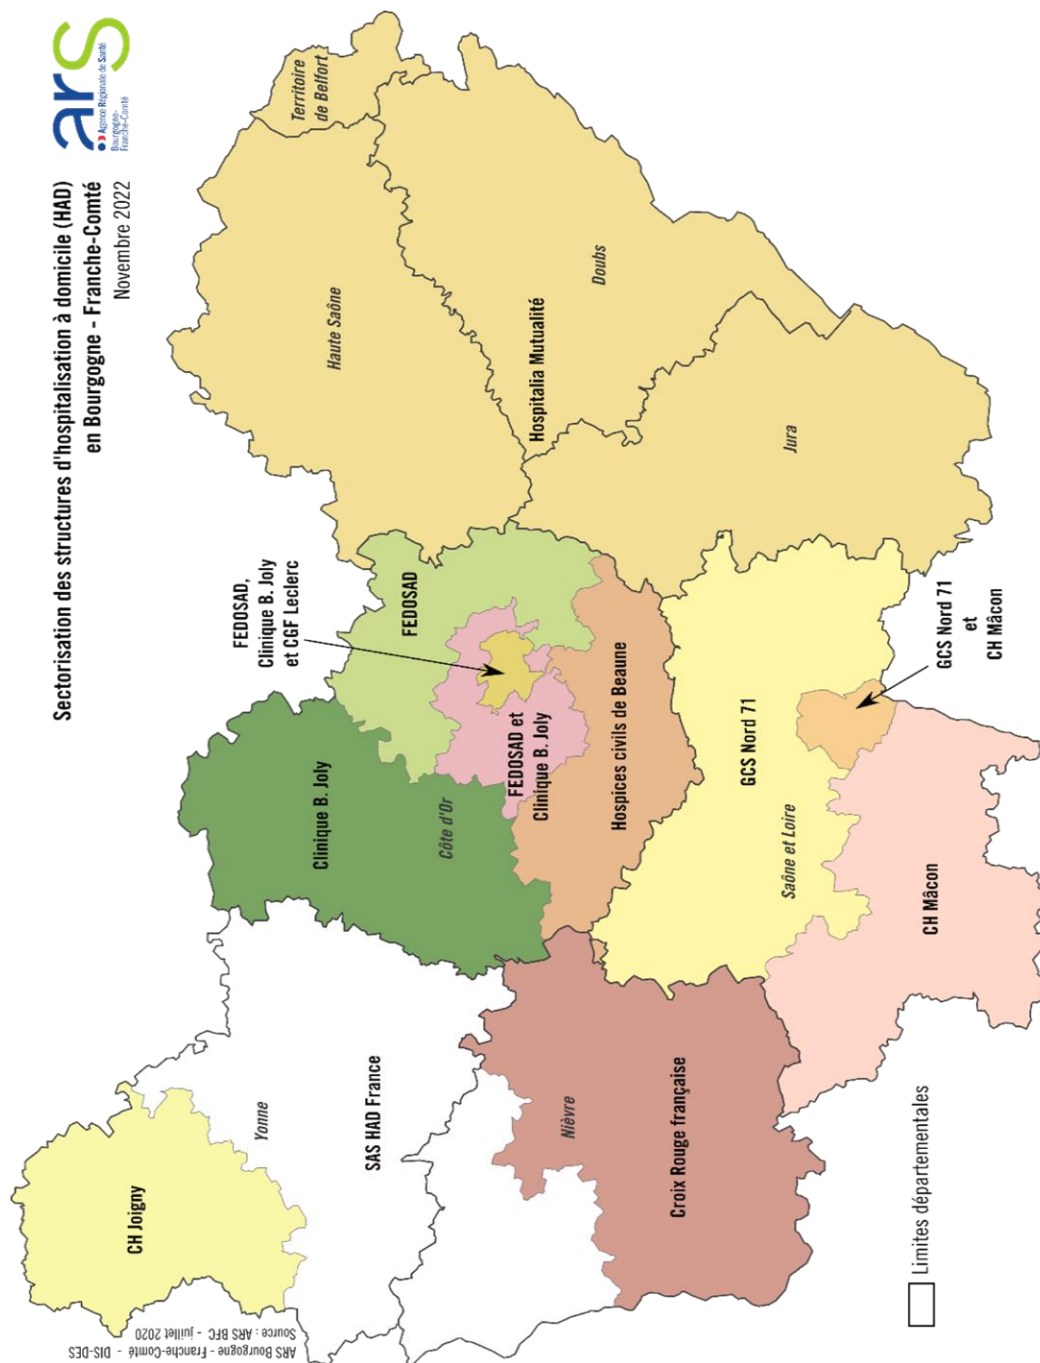 Sectorisation des structures d'hospitalisation à domicile (HAD)
en Bourgogne - Franche-Comté
Novembre 2022
ars
Agence Régionale de Santé
Bourgogne-
Franche-Comté
CH Joigny
Yonne
SAS HAD France
Clinique B. Joly
Côte d'Or
FEDOSAD,
Clinique B. Joly
et CGF Leclerc
FEDOSAD
FEDOSAD et
Clinique B. Joly
Hospices civils de Beaune
Haute Saône
Territoire
de Belfort
Hospitalia Mutualité
Doubs
Jura
Nièvre
Croix Rouge française
GCS Nord 71
Saône et Loire
CH Mâcon
GCS Nord 71
et
CH Mâcon
Limites départementales
ARS Bourgogne - Franche-Comté - DIS-DES
Source : ARS BFC - juillet 2020